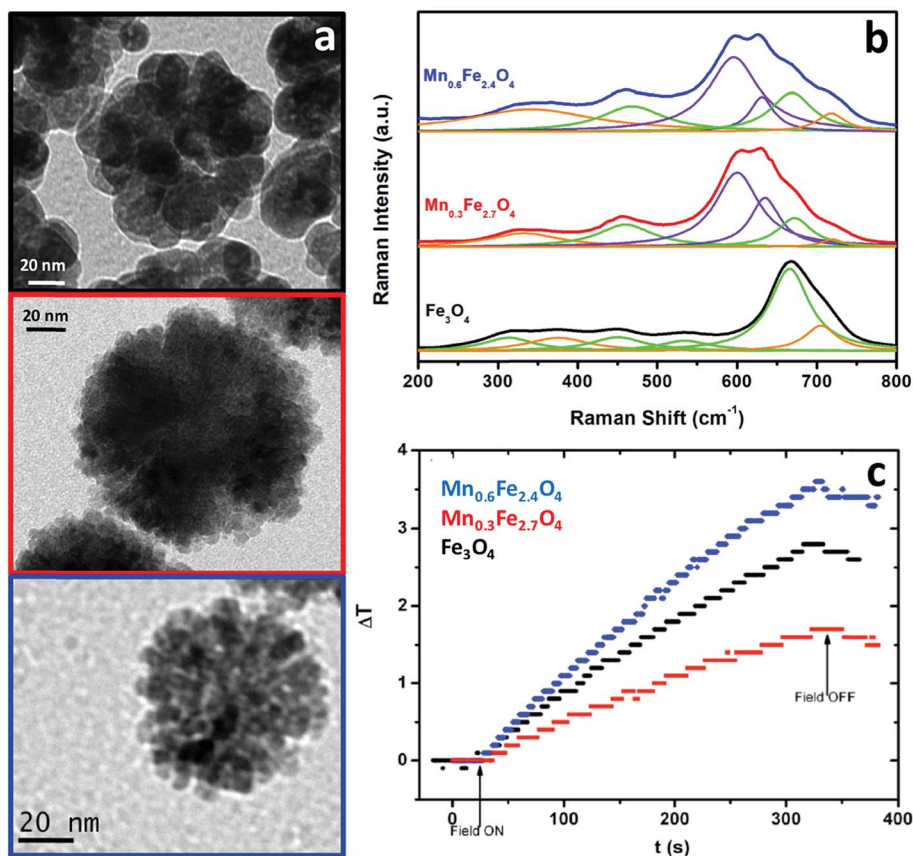 a
20 nm
20 nm
20 nm
b
Mn0.6Fe2.4O4
Mn0.3Fe2.7O4
Fe3O4
Raman Intensity (a.u.)
200 300 400 500 600 700 800
Raman Shift (cm-1)
c
Mn0.6Fe2.4O4
Mn0.3Fe2.7O4
Fe3O4
ΔT
4
3
2
1
0
Field OFF
Field ON
0 100 200 300 400
t (s)